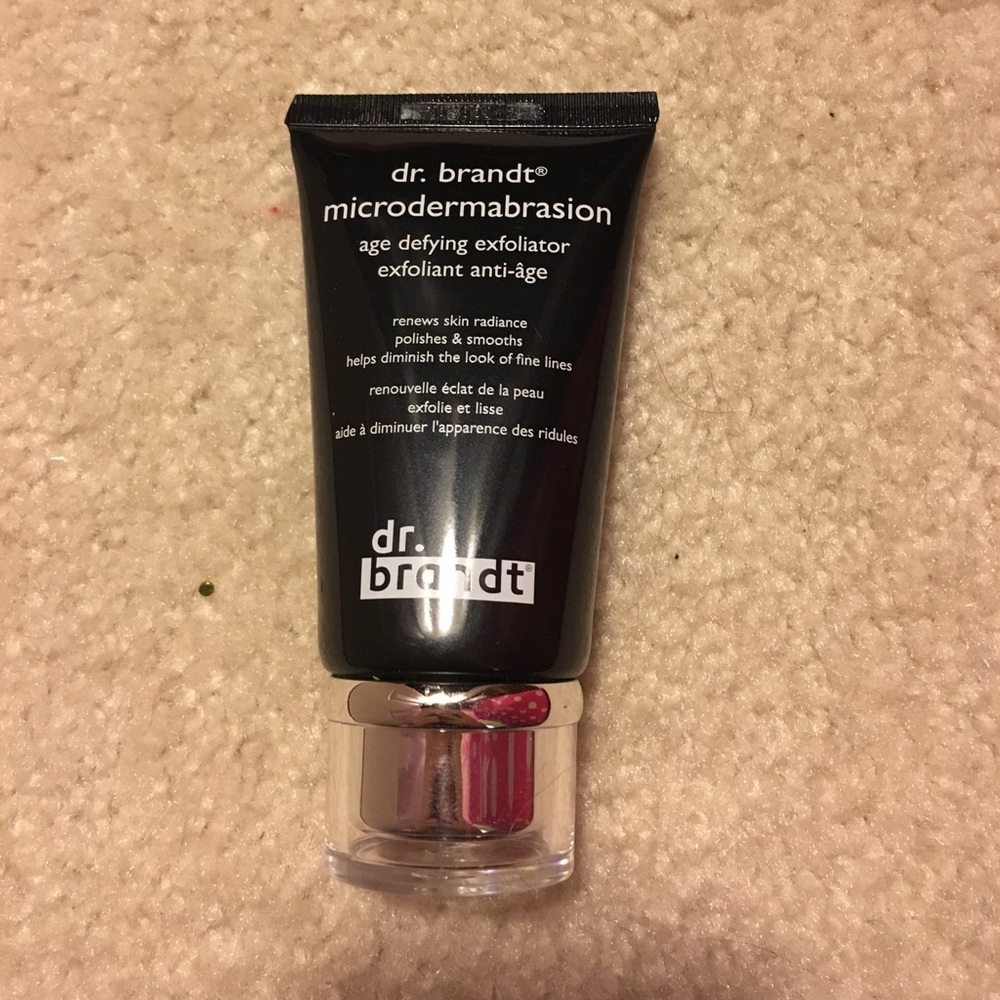 dr. brandt®
microdermabrasion
age defying exfoliator
exfoliant anti-âge
renews skin radiance
polishes & smooths
helps diminish the look of fine lines
renouvelle éclat de la peau
exfolie et lisse
aide à diminuer l'apparence des ridules
dr.
brandt®